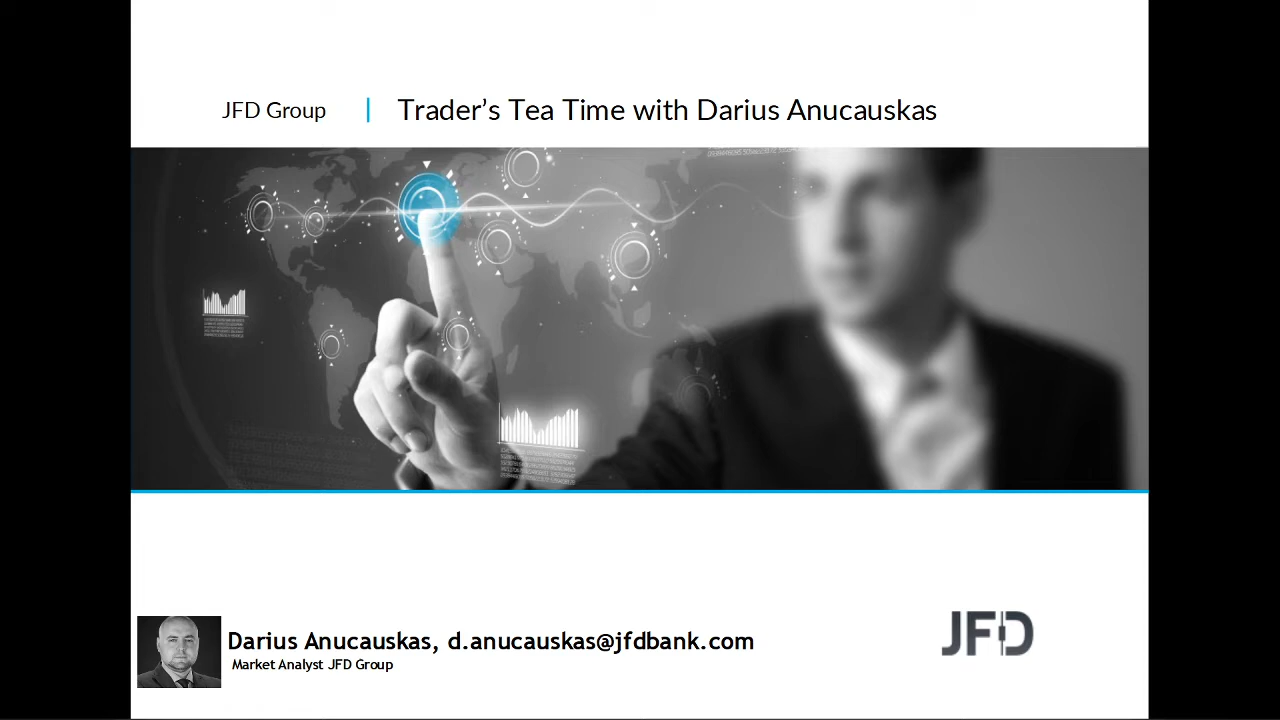 JFD Group
Trader’s Tea Time with Darius Anucauskas
Darius Anucauskas, d.anucauskas@jfdbank.com
Market Analyst JFD Group
JFD